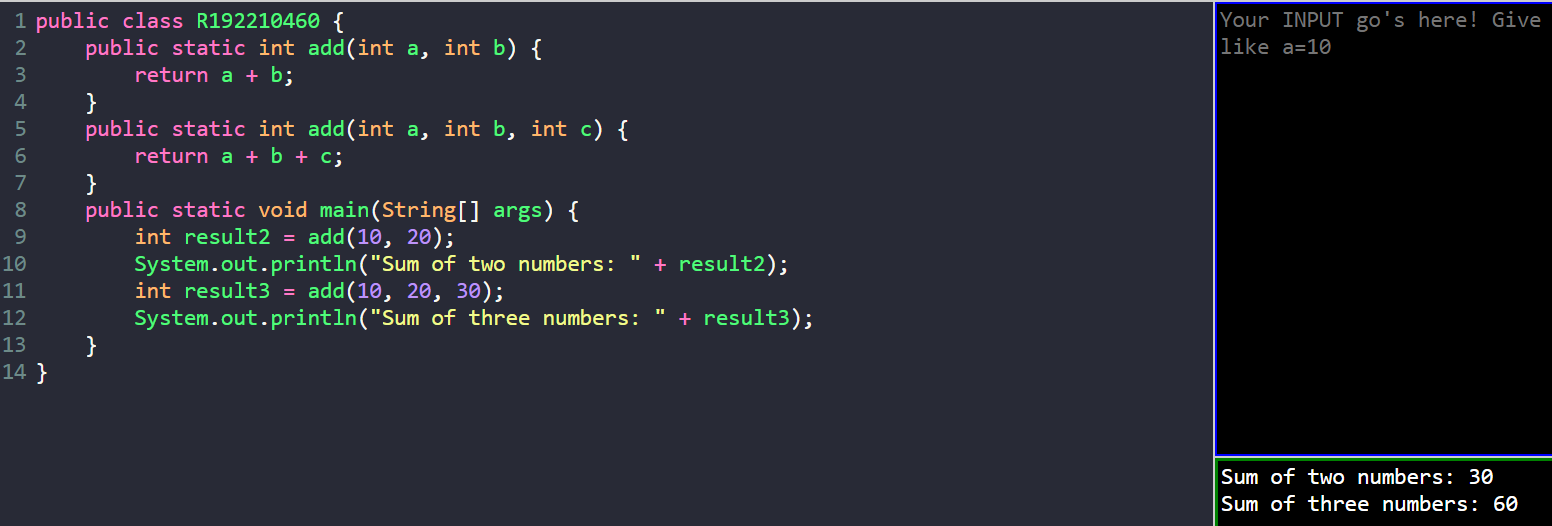 1 public class R192210460 {
2     public static int add(int a, int b) {
3         return a + b;
4     }
5     public static int add(int a, int b, int c) {
6         return a + b + c;
7     }
8     public static void main(String[] args) {
9         int result2 = add(10, 20);
10         System.out.println("Sum of two numbers: " + result2);
11         int result3 = add(10, 20, 30);
12         System.out.println("Sum of three numbers: " + result3);
13     }
14 }
Your INPUT go's here! Give
like a=10
Sum of two numbers: 30
Sum of three numbers: 60